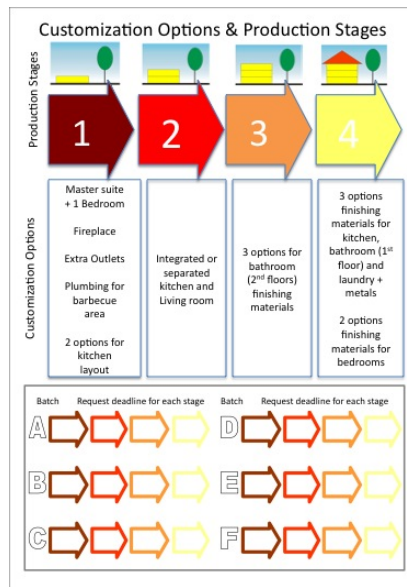 Customization Options & Production Stages
Production Stages
1
2
3
4
Customization Options
Master suite
+ 1 Bedroom
Fireplace
Extra Outlets
Plumbing for
barbecue
area
2 options for
kitchen
layout
Integrated or
separated
kitchen and
Living room
3 options for
bathroom
(2nd floors)
finishing
materials
3 options
finishing
materials for
kitchen,
bathroom (1st
floor) and
laundry +
metals
2 options
finishing
materials for
bedrooms
Batch Request deadline for each stage
Batch Request deadline for each stage
A
D
B
E
C
F